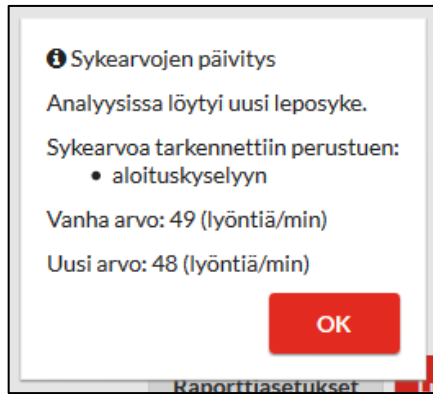 Sykearvojen päivitys
Analyysissa löytyi uusi leposyke.
Sykearvoa tarkennettiin perustuen:
• aloituskyselyyn
Vanha arvo: 49 (lyöntiä/min)
Uusi arvo: 48 (lyöntiä/min)
OK
Raporttiasetukset